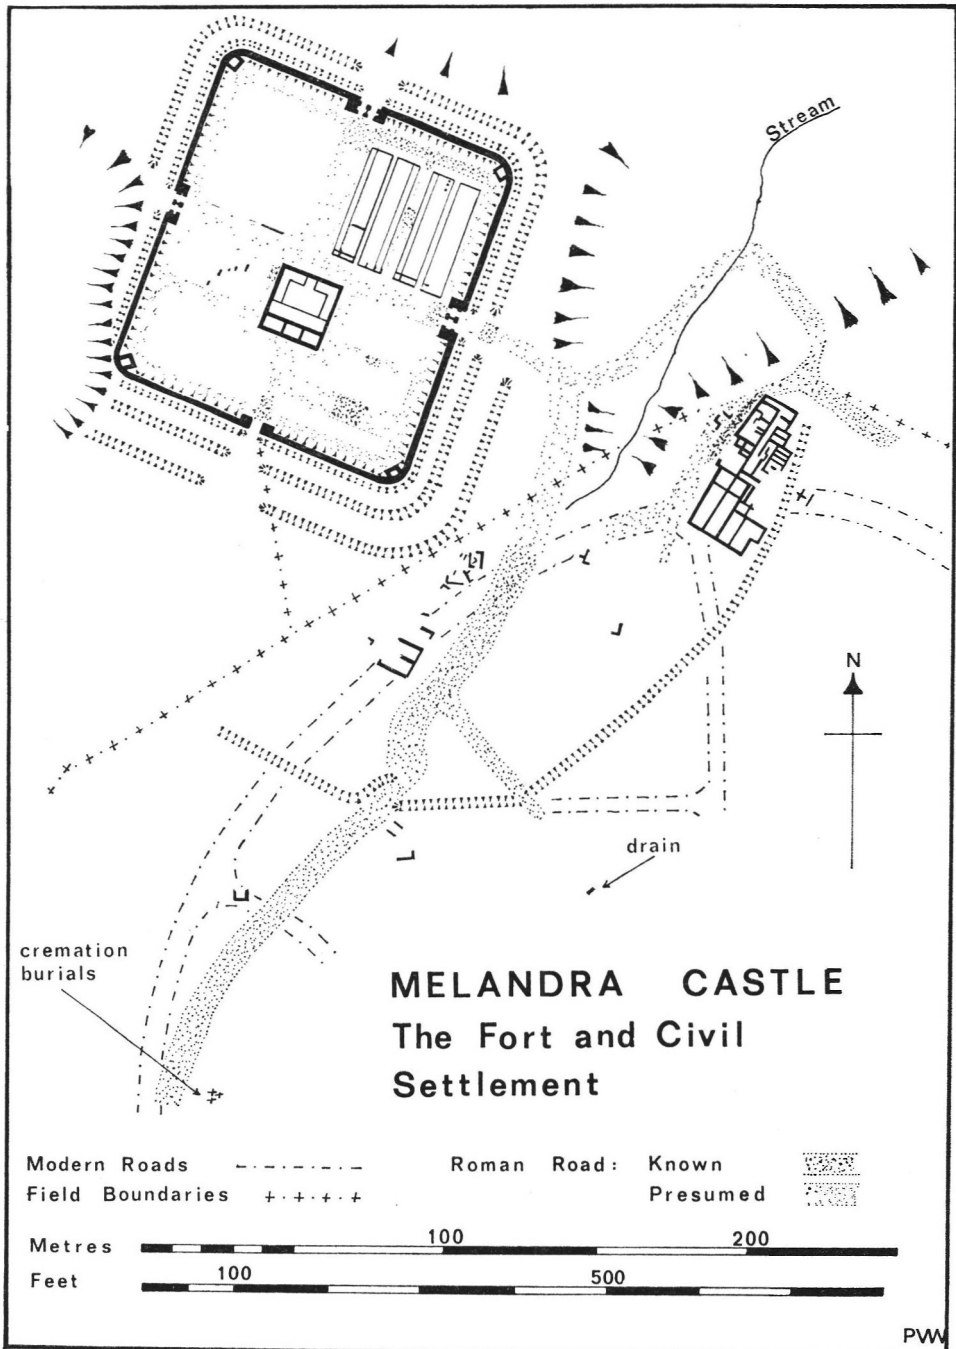 Stream
N
drain
cremation
burials
MELANDRA CASTLE
The Fort and Civil
Settlement
Modern Roads
Roman Road: Known
Field Boundaries
Presumed
Metres
100
200
Feet
100
500
PVW